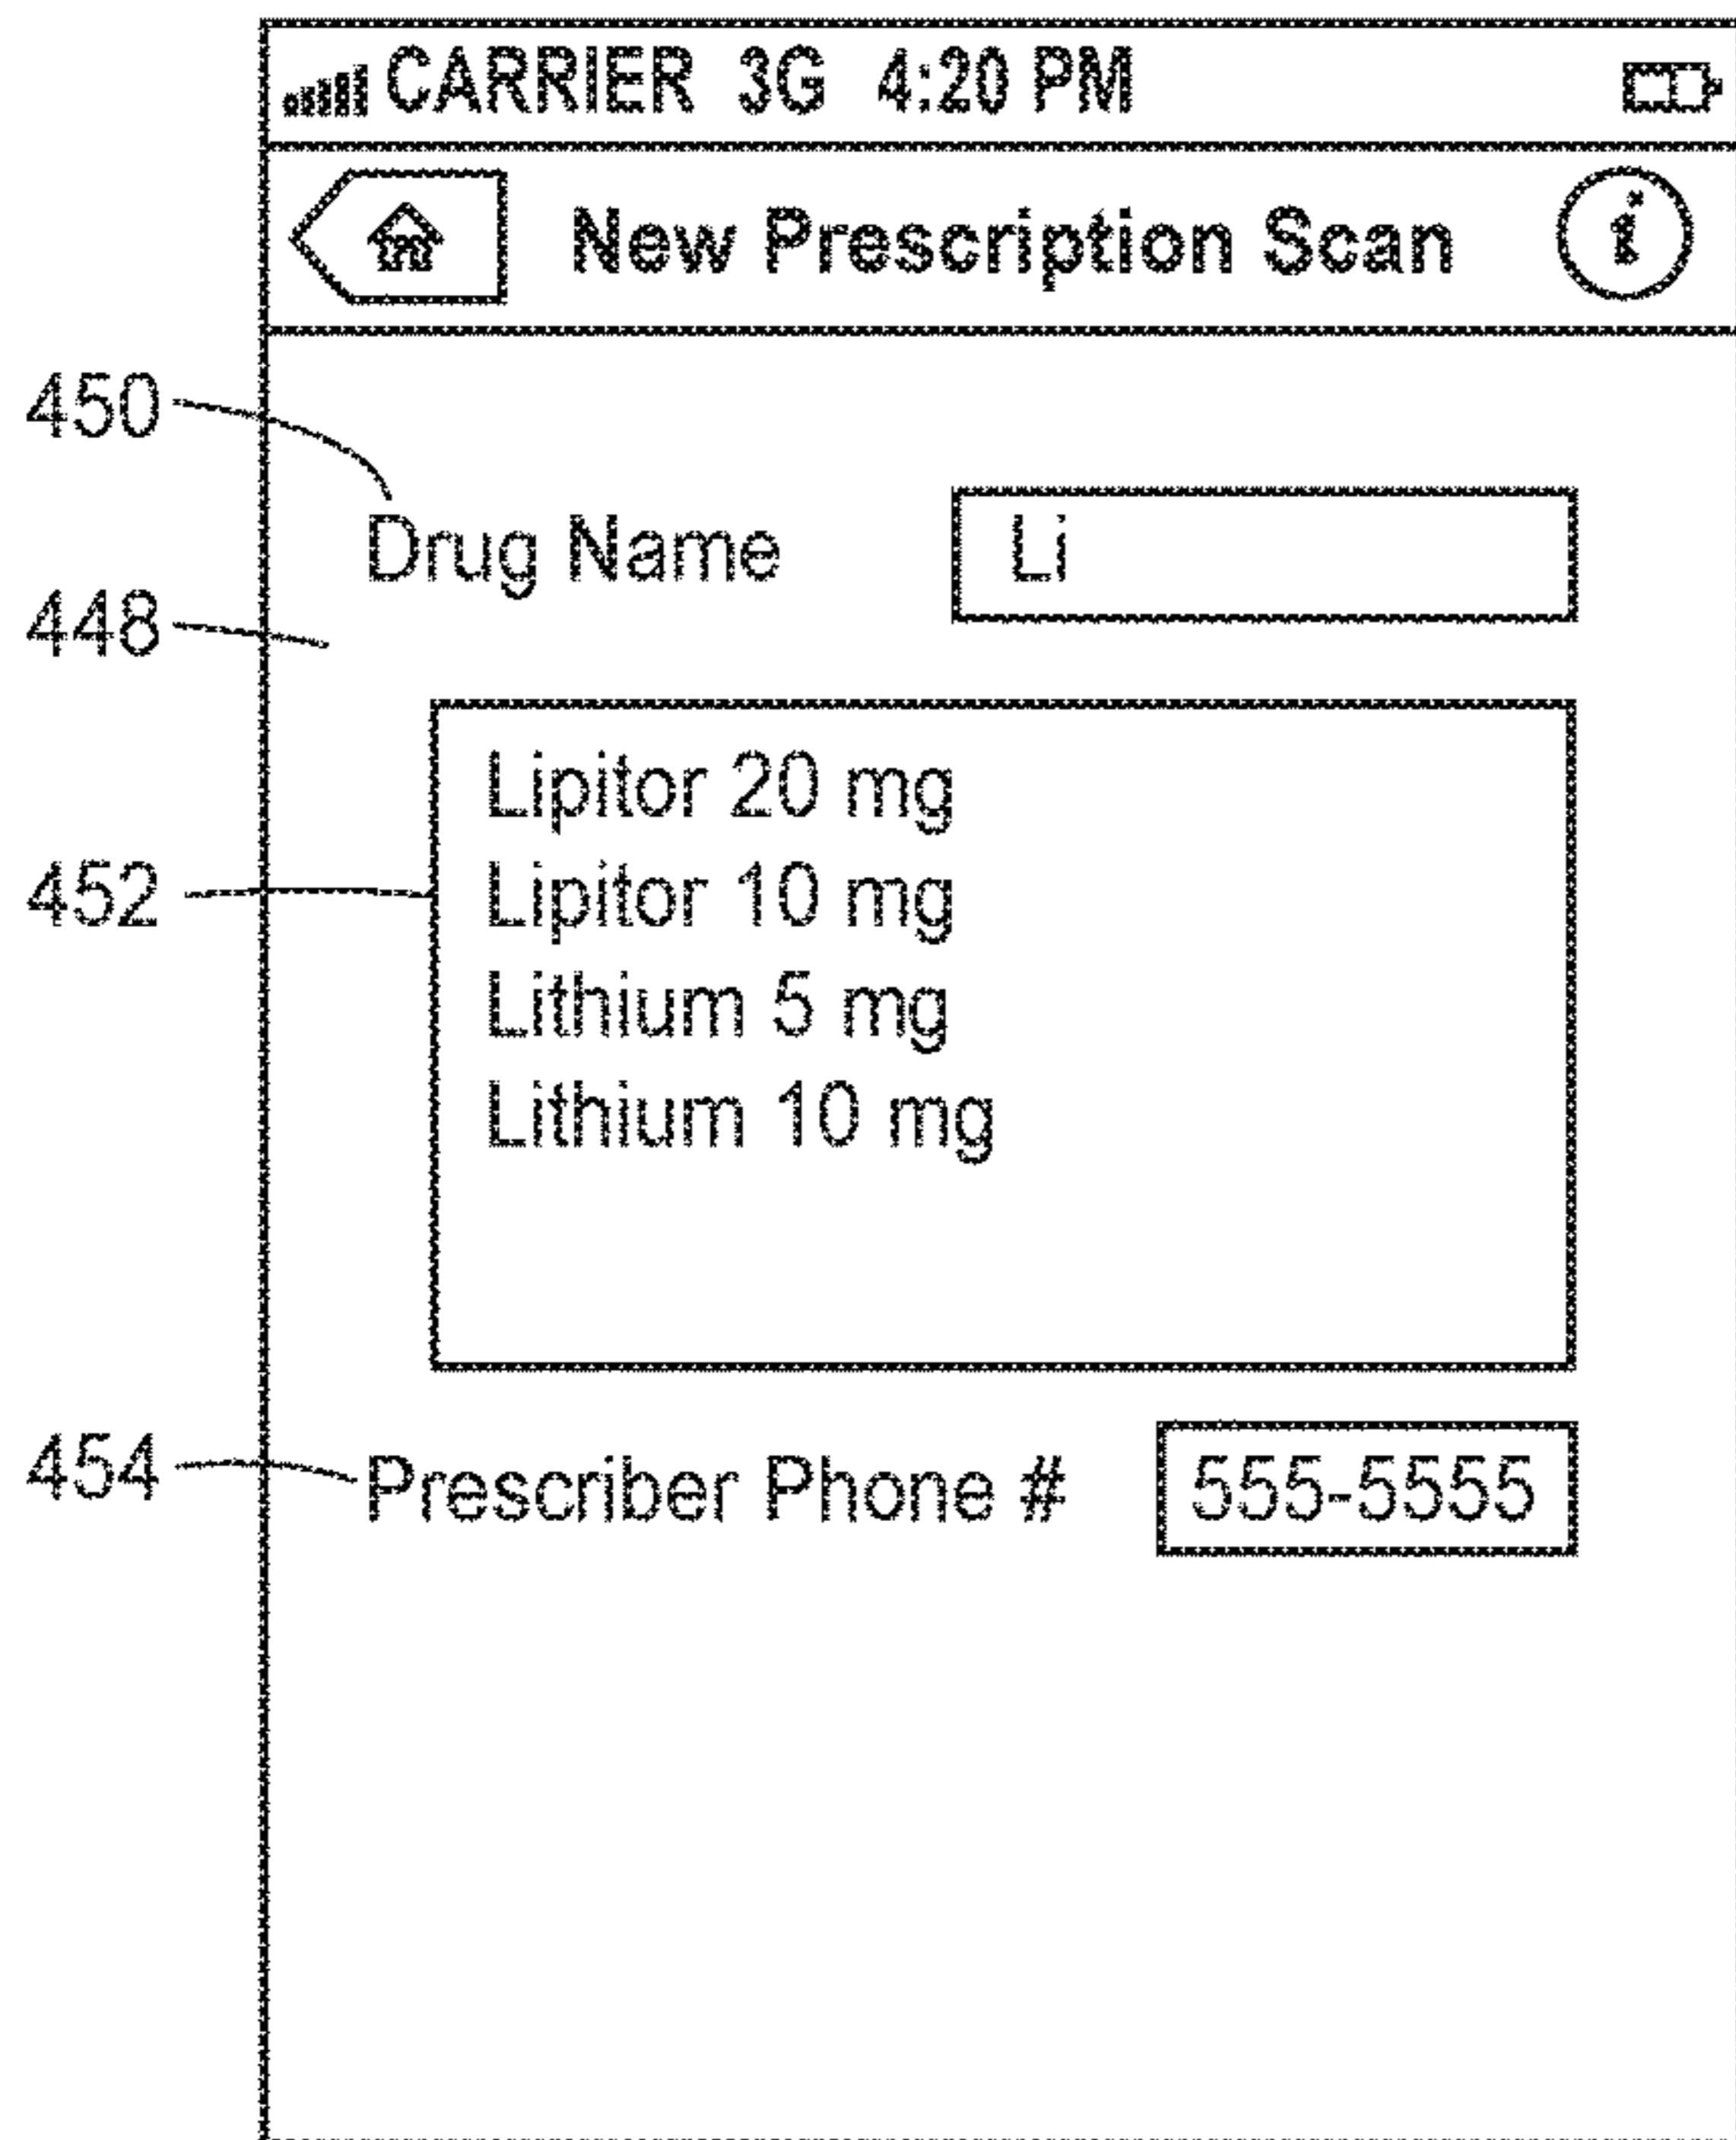 CARRIER 3G 4:20 PM
New Prescription Scan i
450
Drug Name Li
448
Lipitor 20 mg
452 Lipitor 10 mg
Lithium 5 mg
Lithium 10 mg
454 Prescriber Phone # 555-5555